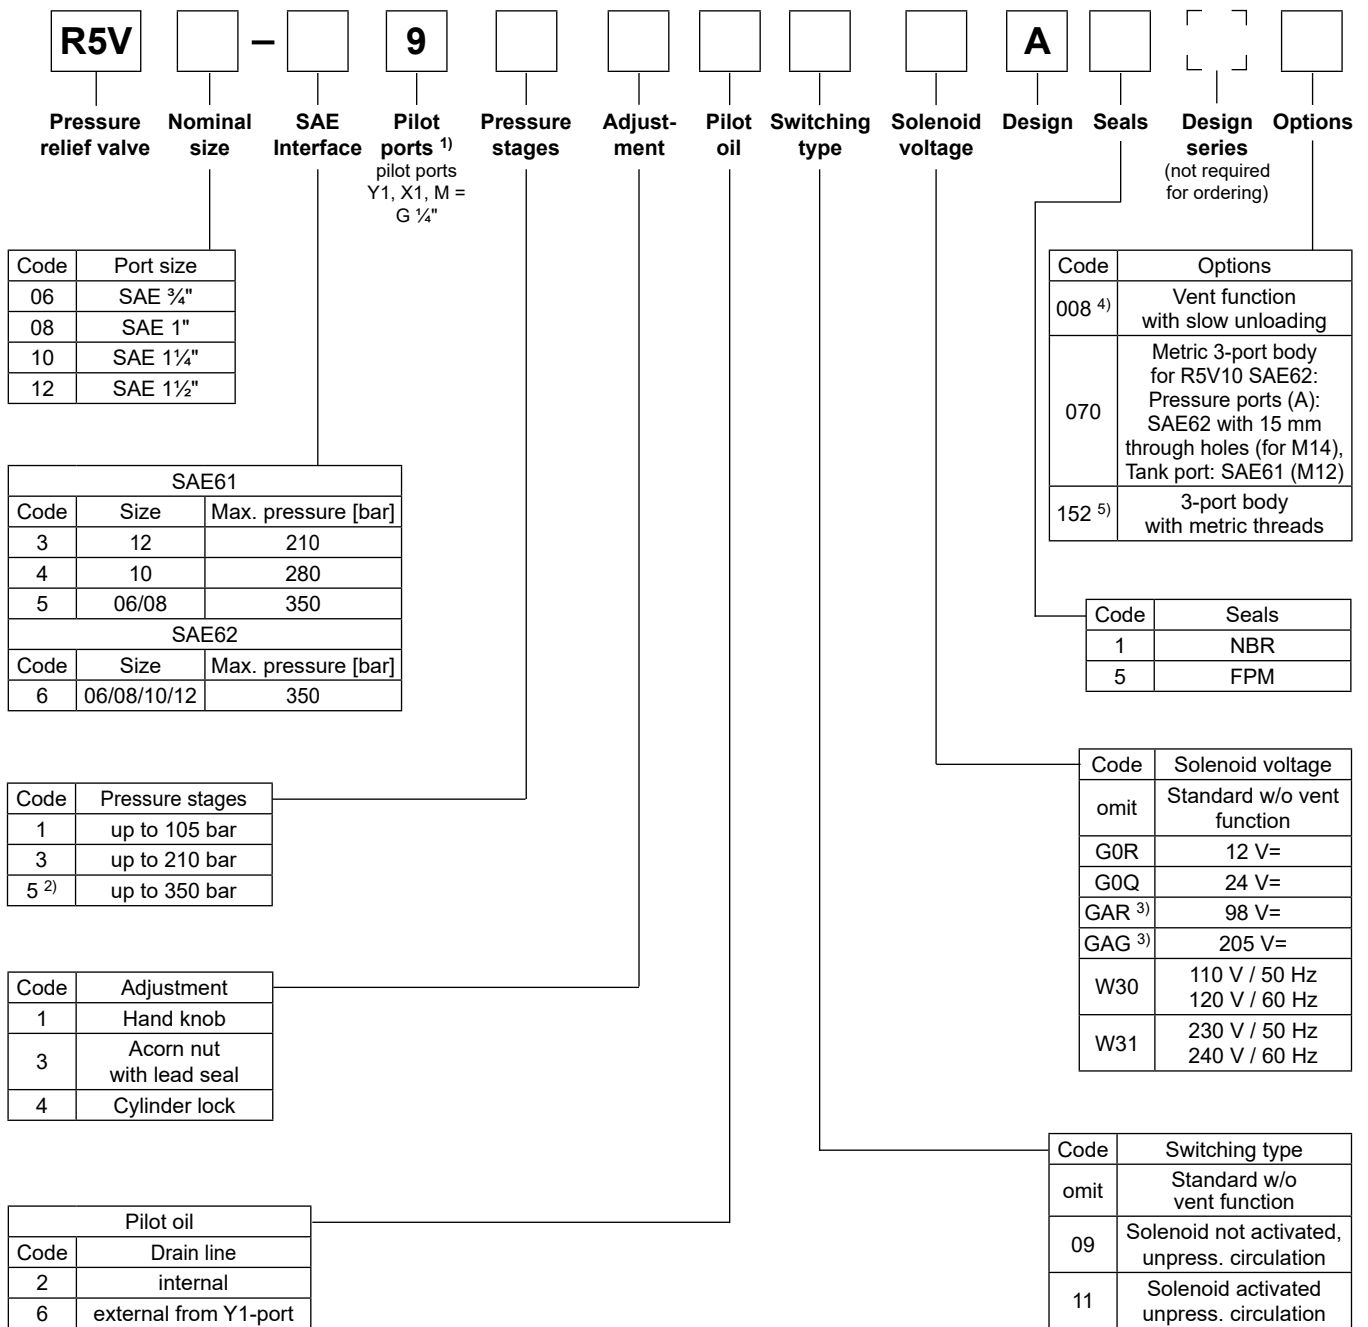 R5V – 9 A
Pressure relief valve
Nominal size
SAE Interface
Pilot ports 1)
pilot ports
Y1, X1, M =
G ¼"
Pressure stages
Adjust-
ment
Pilot oil
Switching type
Solenoid voltage
Design
Seals
Design series
(not required
for ordering)
Options
Code Port size
06 SAE ¾"
08 SAE 1"
10 SAE 1¼"
12 SAE 1½"
SAE61
Code Size Max. pressure [bar]
3 12 210
4 10 280
5 06/08 350
SAE62
Code Size Max. pressure [bar]
6 06/08/10/12 350
Code Pressure stages
1 up to 105 bar
3 up to 210 bar
5 2) up to 350 bar
Code Adjustment
1 Hand knob
3 Acorn nut
with lead seal
4 Cylinder lock
Pilot oil
Code Drain line
2 internal
6 external from Y1-port
Code Options
008 4) Vent function
with slow unloading
070 Metric 3-port body
for R5V10 SAE62:
Pressure ports (A):
SAE62 with 15 mm
through holes (for M14),
Tank port: SAE61 (M12)
152 5) 3-port body
with metric threads
Code Seals
1 NBR
5 FPM
Code Solenoid voltage
omit Standard w/o vent
function
G0R 12 V=
G0Q 24 V=
GAR 3) 98 V=
GAG 3) 205 V=
W30 110 V / 50 Hz
120 V / 60 Hz
W31 230 V / 50 Hz
240 V / 60 Hz
Code Switching type
omit Standard w/o
vent function
09 Solenoid not activated,
unpress. circulation
11 Solenoid activated
unpress. circulation